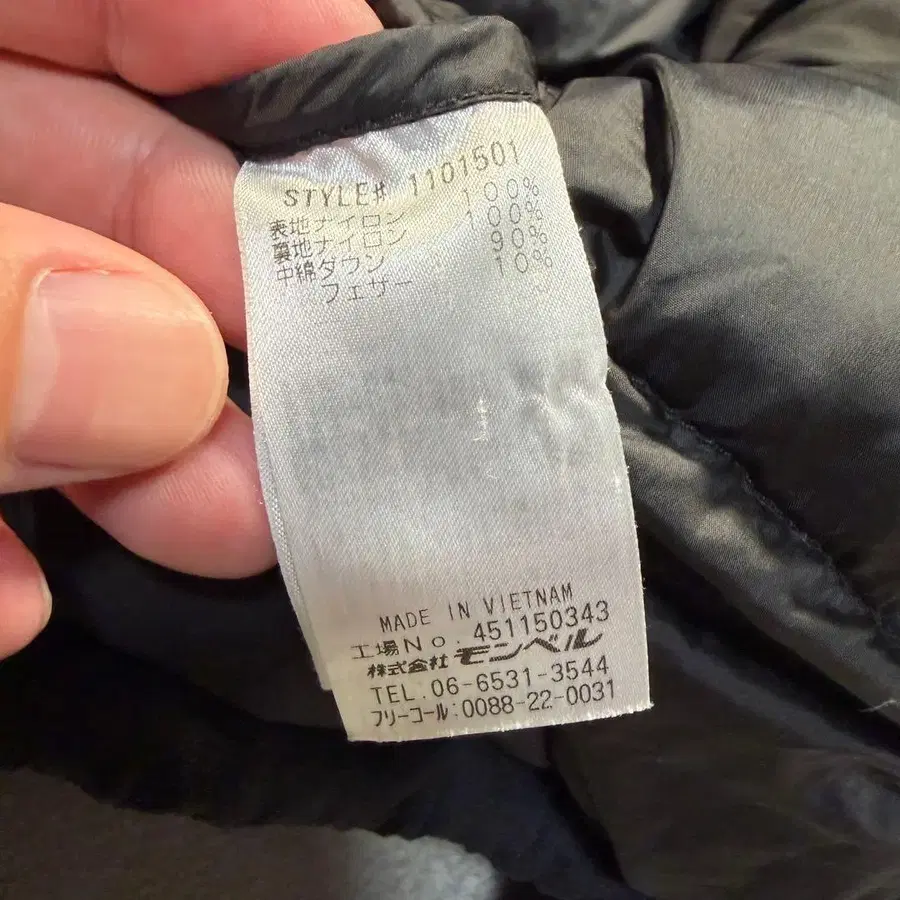 STYLE# 1101501
表地ナイロン 100%
裏地ナイロン 100%
中綿ダウン 90%
フェザー 10%
MADE IN VIETNAM
工場No. 451150343
株式会社 モンベル
TEL.06-6531-3544
フリーコール:0088-22-0031